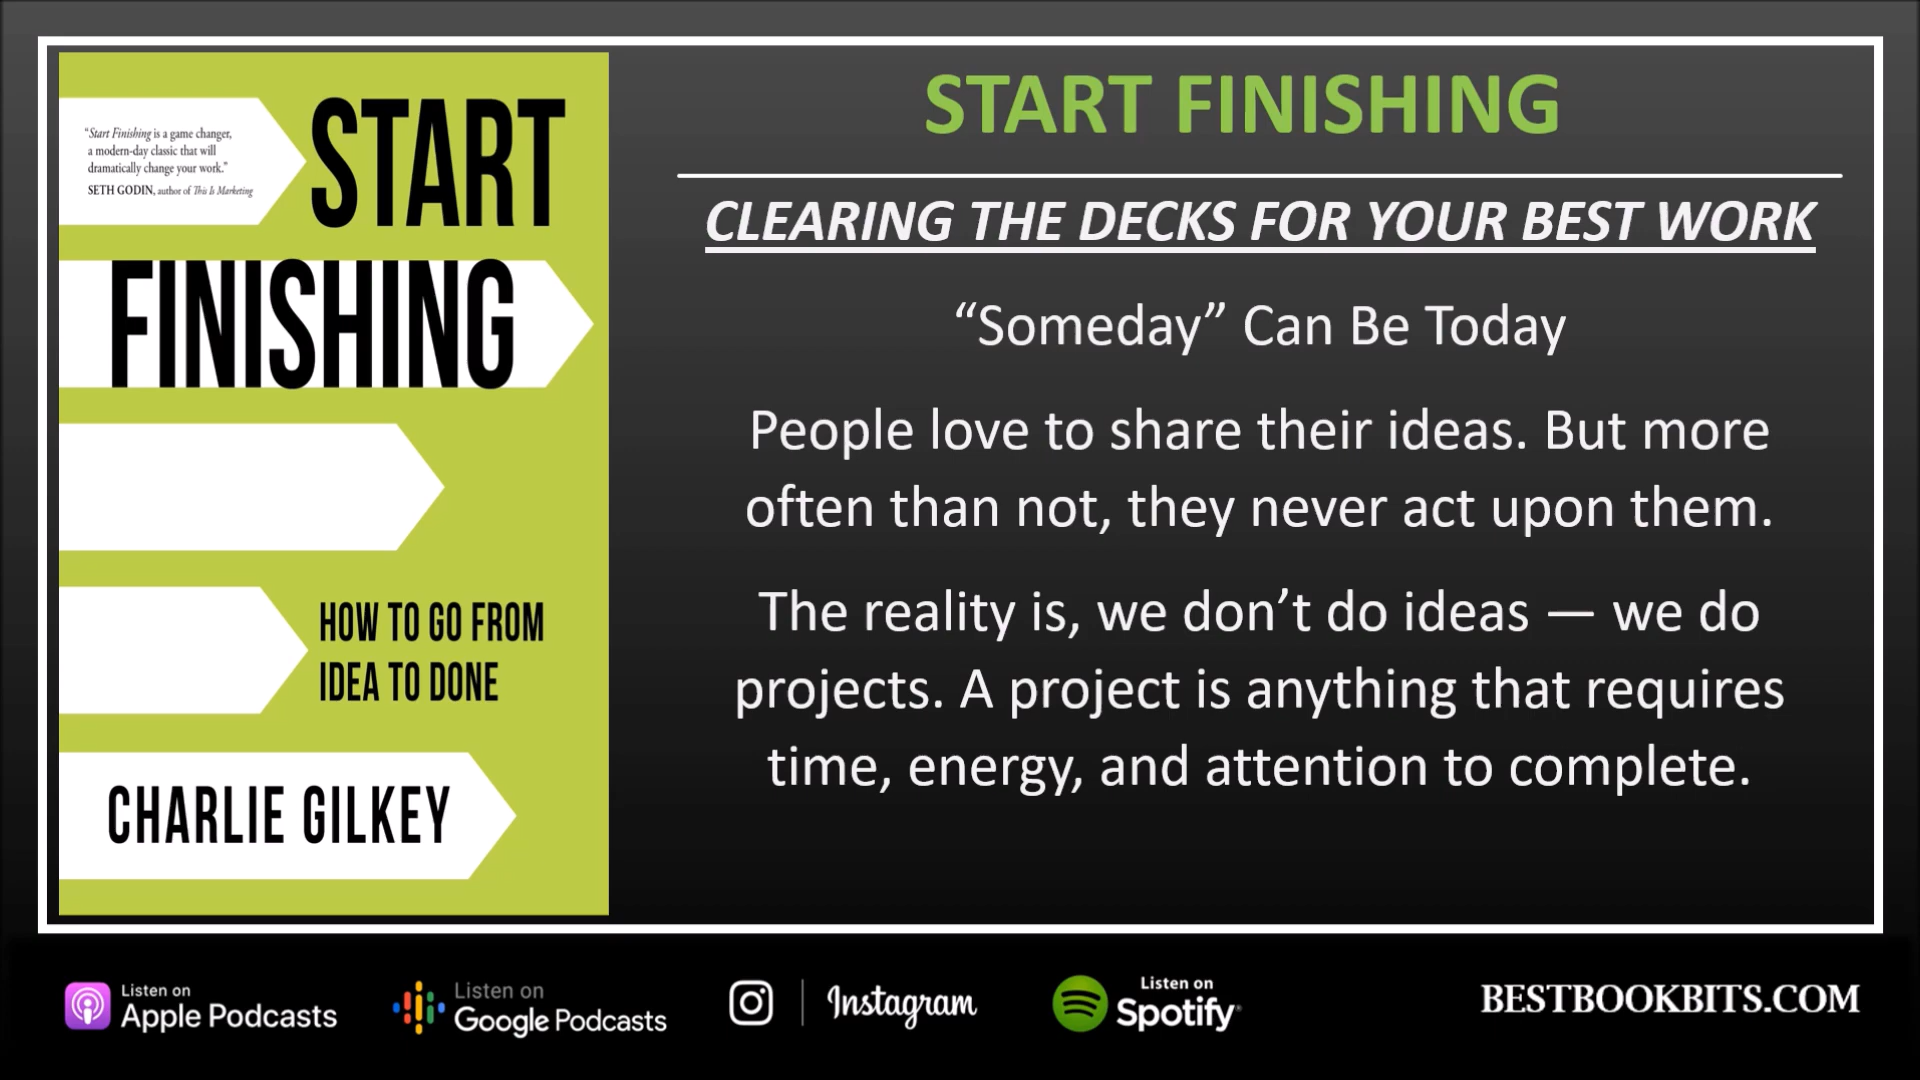 "Start Finishing is a game changer,
a modern-day classic that will
dramatically change your work."
SETH GODIN, author of This Is Marketing
START
FINISHING
HOW TO GO FROM
IDEA TO DONE
CHARLIE GILKEY
START FINISHING
CLEARING THE DECKS FOR YOUR BEST WORK
“Someday” Can Be Today
People love to share their ideas. But more
often than not, they never act upon them.
The reality is, we don’t do ideas — we do
projects. A project is anything that requires
time, energy, and attention to complete.
Listen on
Apple Podcasts
Listen on
Google Podcasts
Instagram
Listen on
Spotify
BESTBOOKBITS.COM